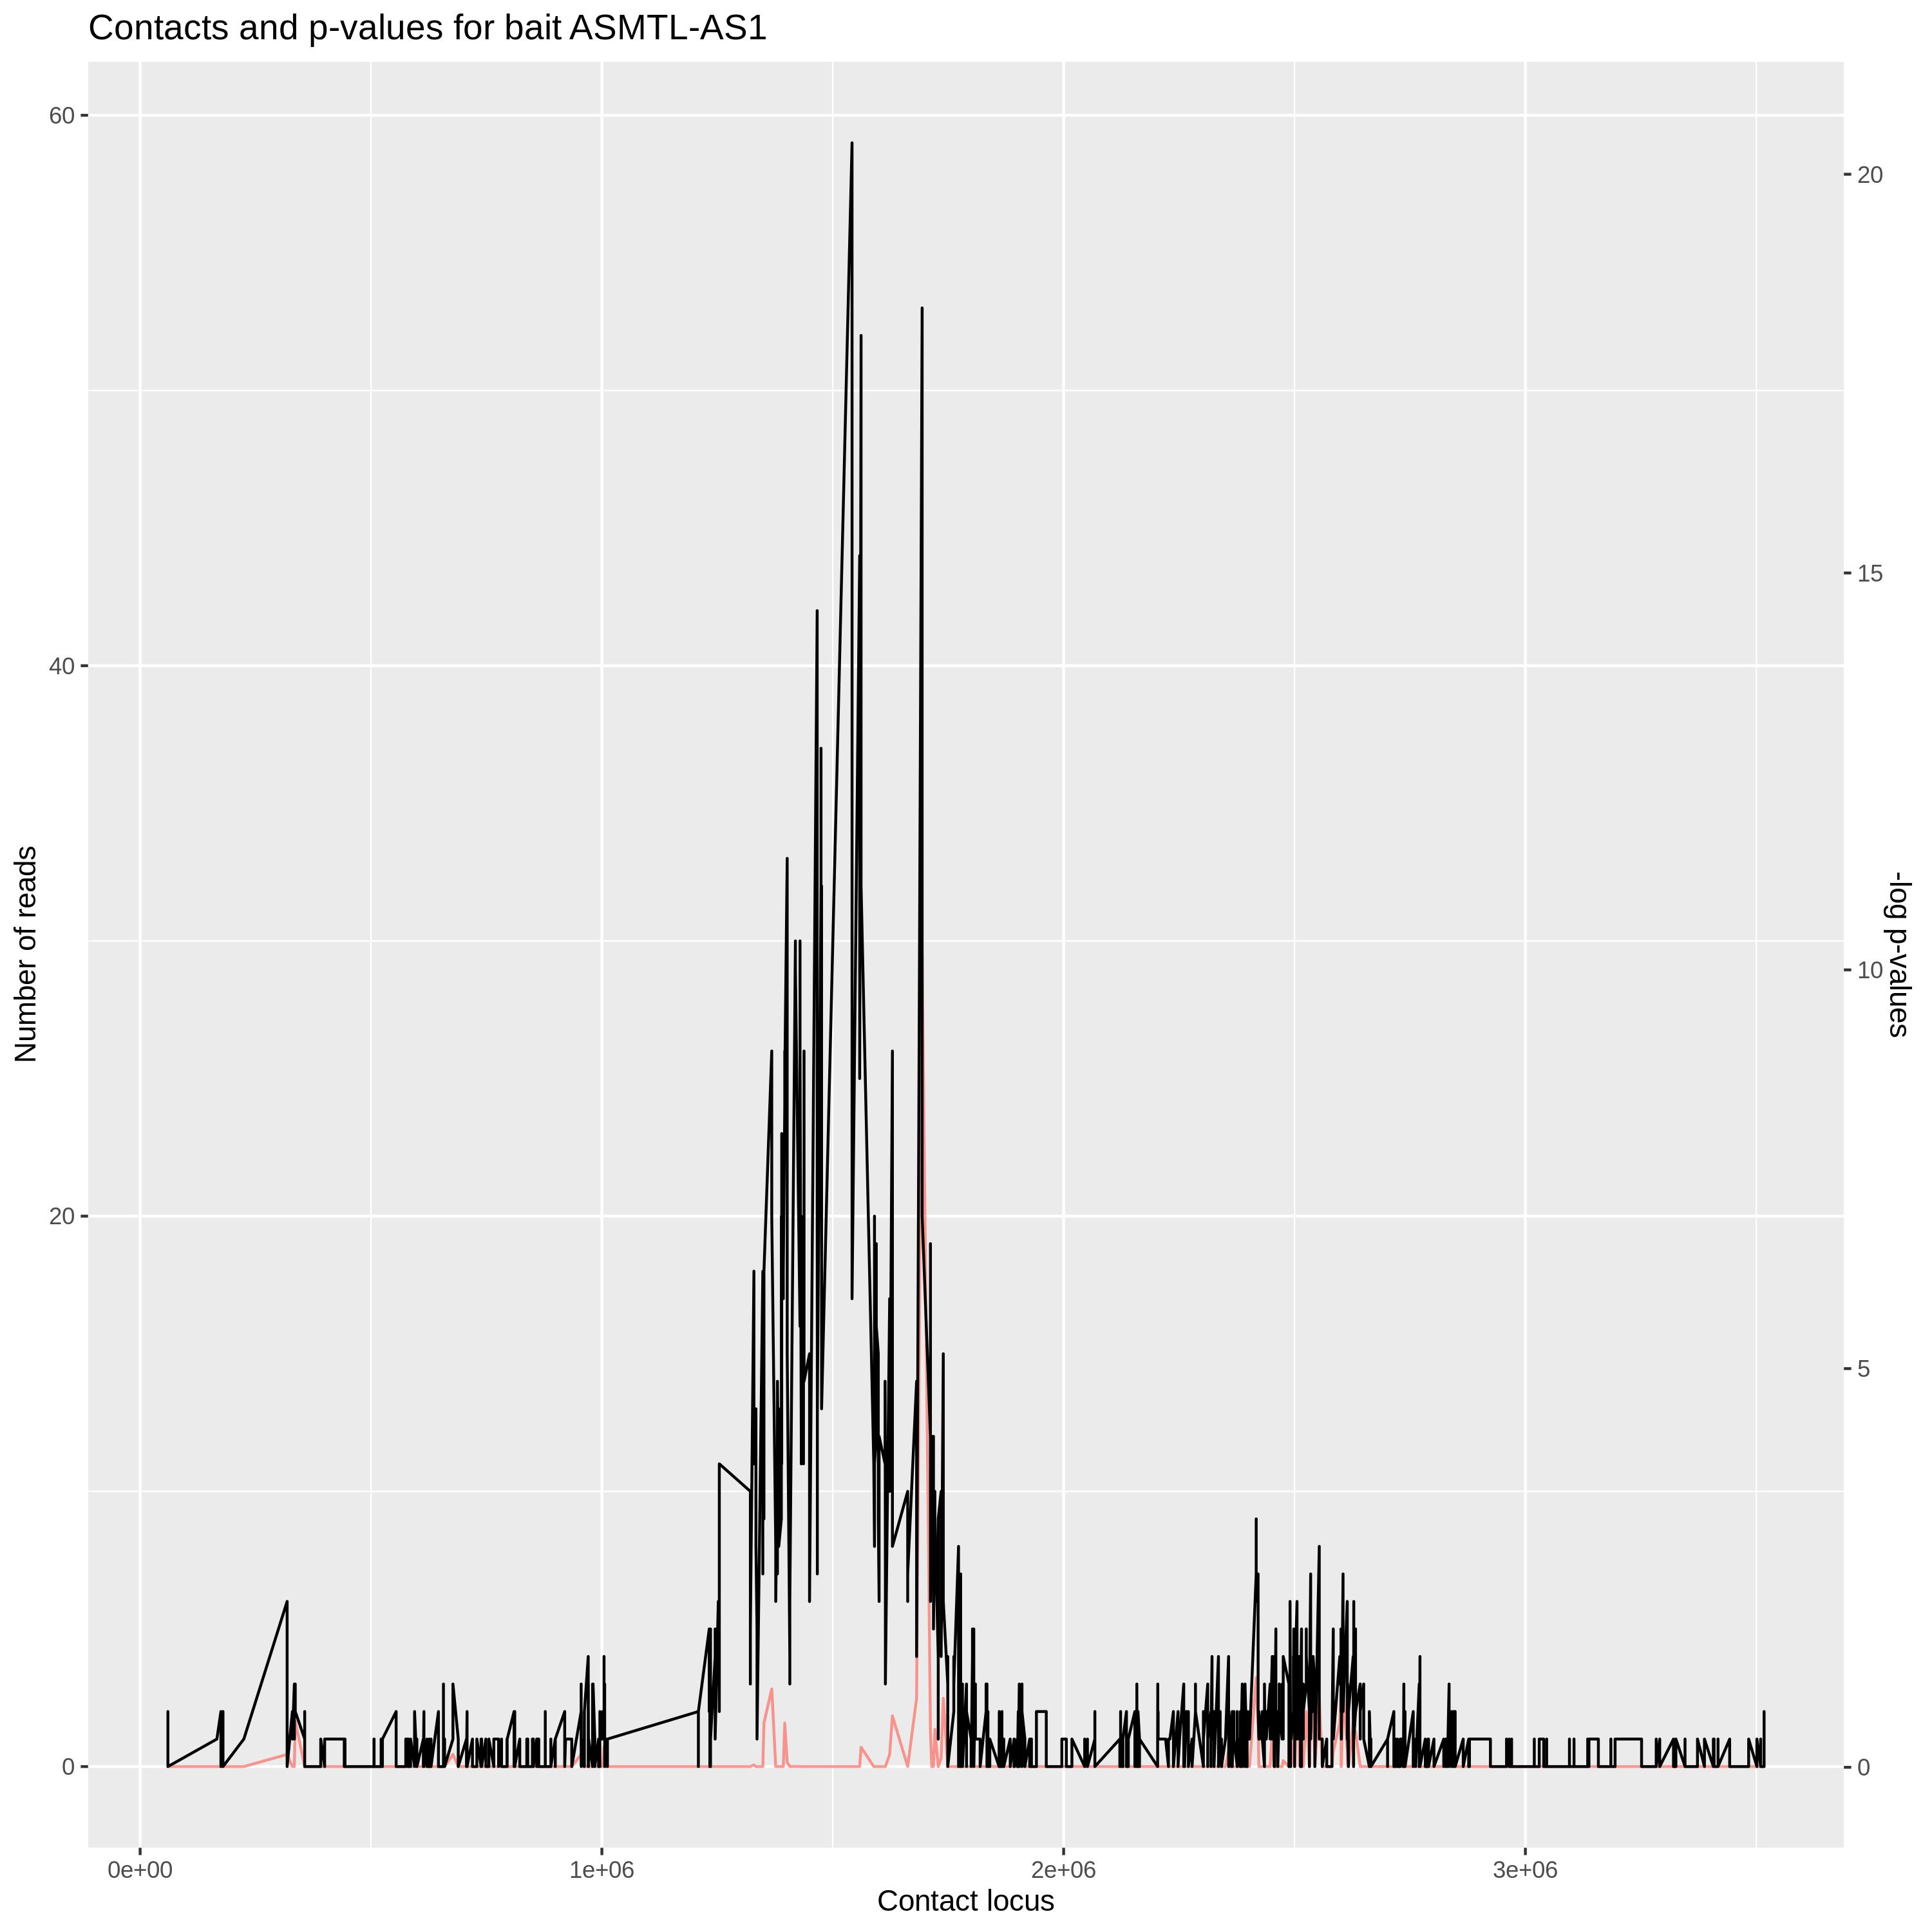 Contacts and p-values for bait ASMTL-AS1
60
40
20
0
Number of reads
20
15
10
5
0
-log p-values
0e+00
1e+06
2e+06
3e+06
Contact locus